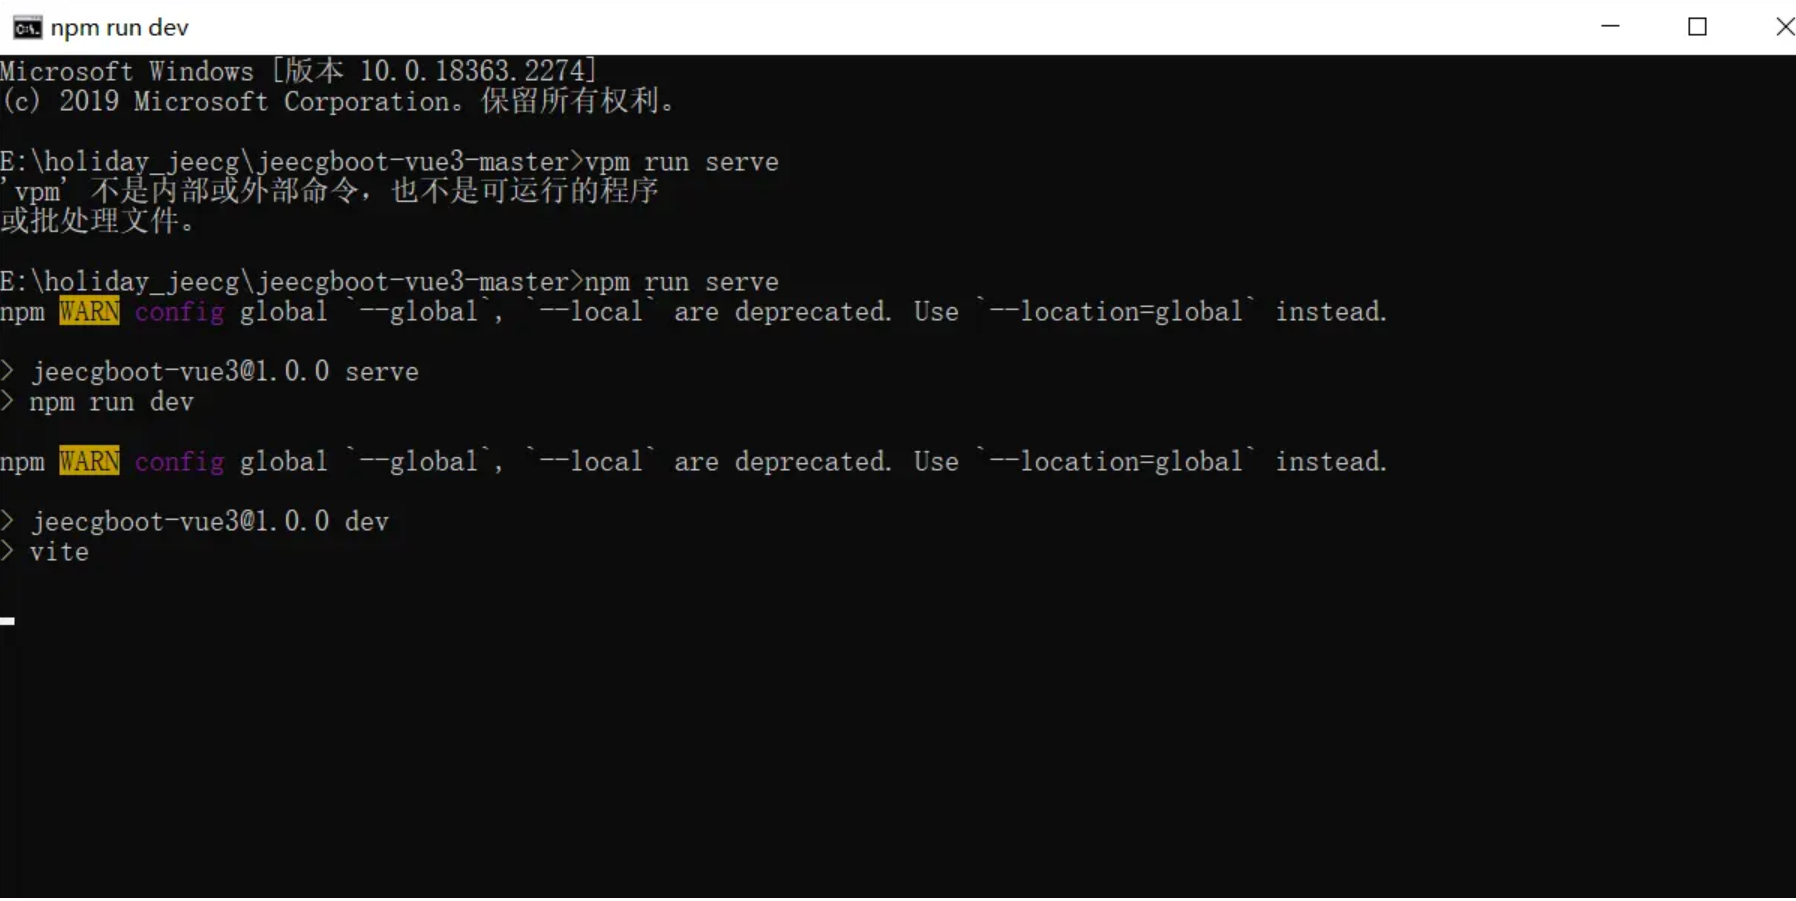 npm run dev
Microsoft Windows [版本 10.0.18363.2274]
(c) 2019 Microsoft Corporation。保留所有权利。
E:\holiday_jeecg\jeecgboot-vue3-master>vpm run serve
'vpm' 不是内部或外部命令，也不是可运行的程序
或批处理文件。
E:\holiday_jeecg\jeecgboot-vue3-master>npm run serve
npm WARN config global `--global`, `--local` are deprecated. Use `--location=global` instead.
> jeecgboot-vue3@1.0.0 serve
> npm run dev
npm WARN config global `--global`, `--local` are deprecated. Use `--location=global` instead.
> jeecgboot-vue3@1.0.0 dev
> vite